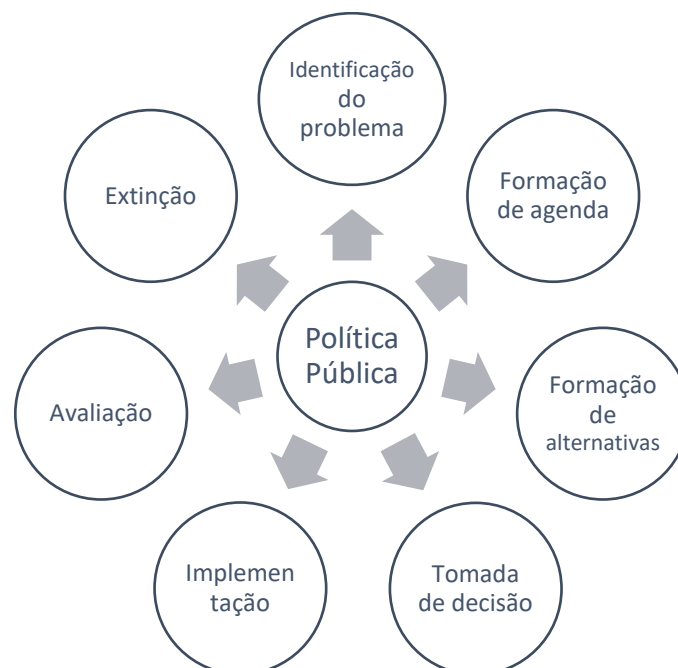 Identificação
do
problema
Formação
de agenda
Formação
de
alternativas
Tomada
de decisão
Implemen
tação
Avaliação
Extinção
Política
Pública